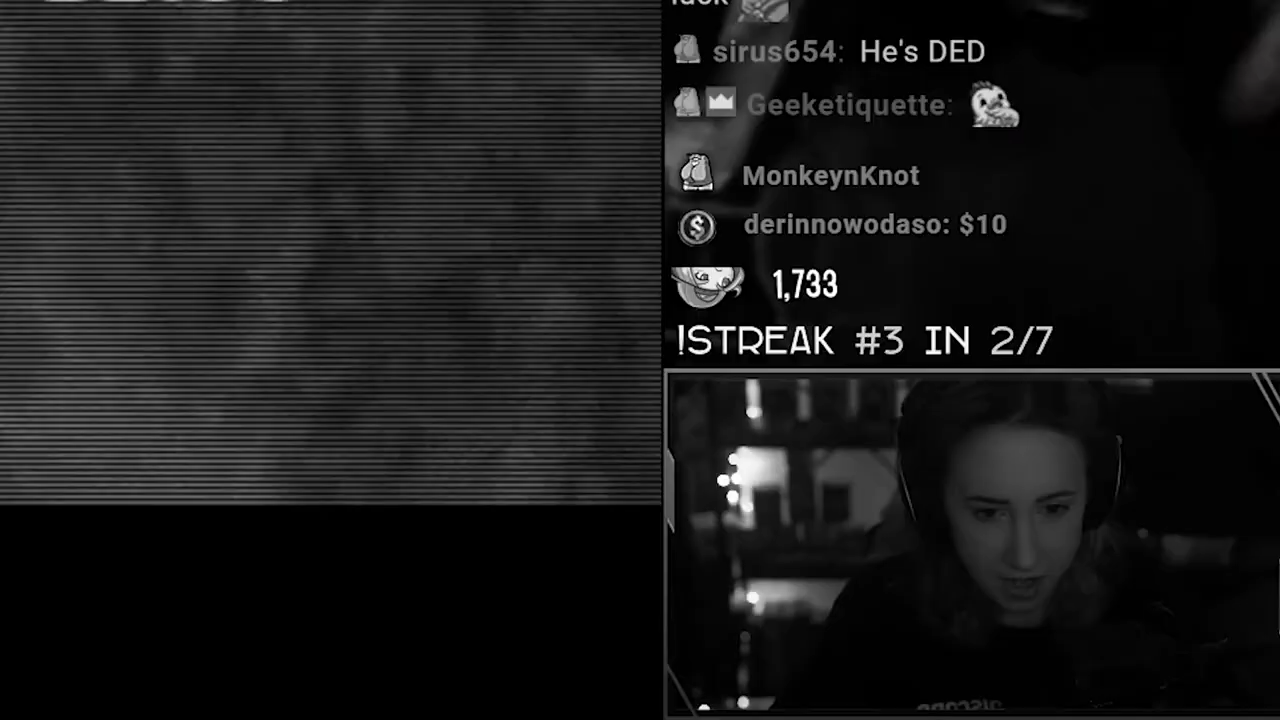 sirus654: He's DED
Geeketiquette:
MonkeynKnot
derinnowodaso: $10
1,733
!STREAK #3 IN 2/7